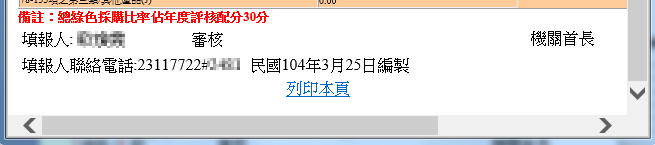 0.00
備註：總綠色採購比率佔年度評核配分30分
填報人: 審核 機關首長
填報人聯絡電話:23117722# 民國104年3月25日編製
列印本頁